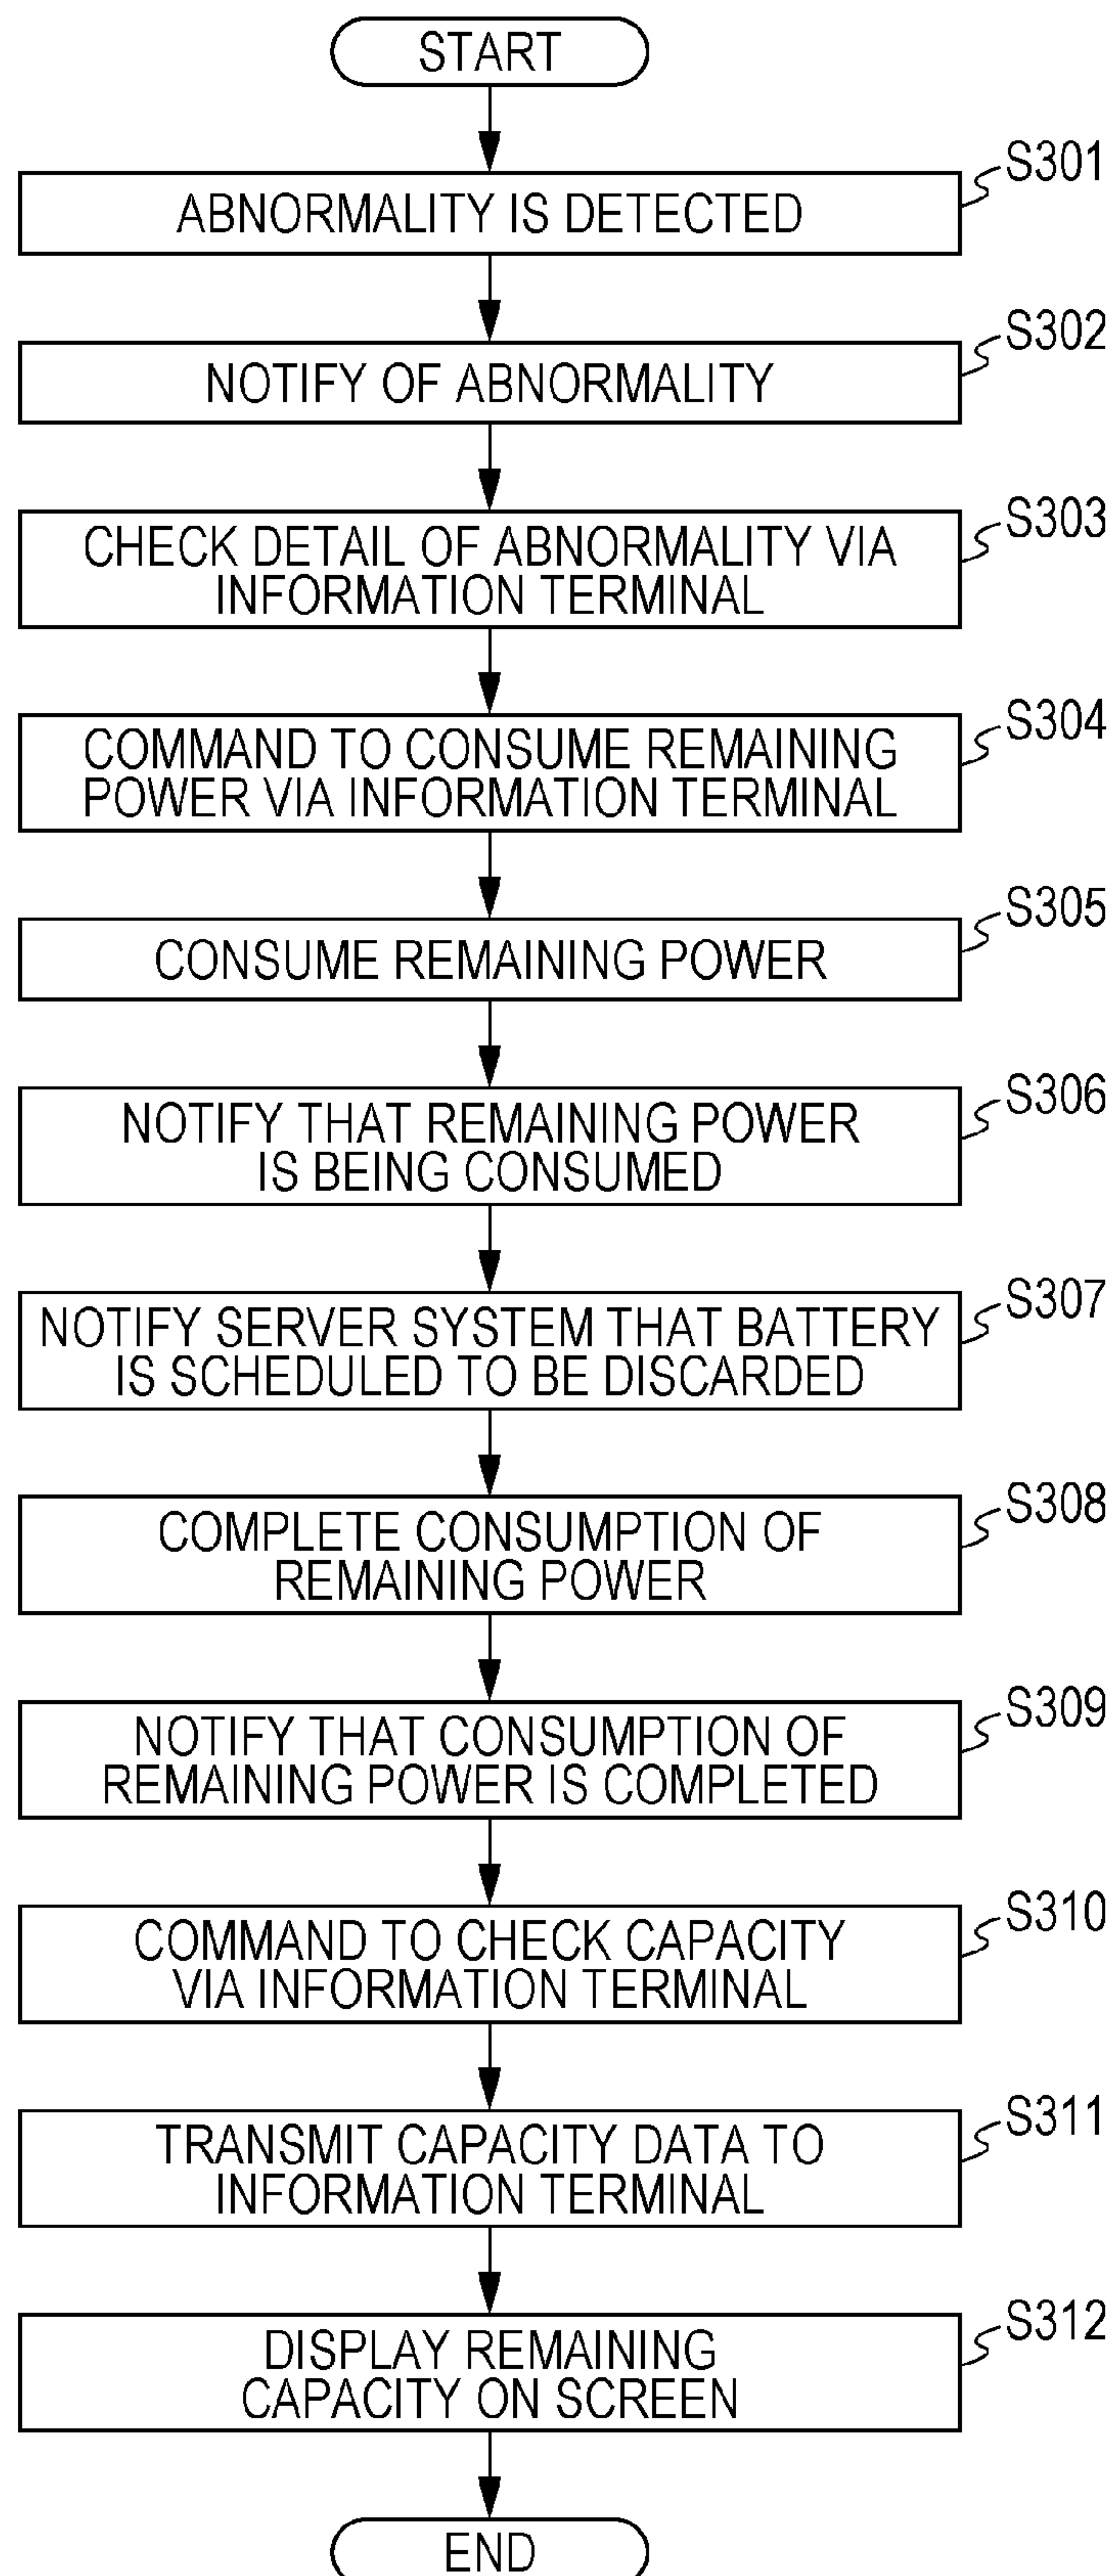 START
S301
ABNORMALITY IS DETECTED
S302
NOTIFY OF ABNORMALITY
S303
CHECK DETAIL OF ABNORMALITY VIA
INFORMATION TERMINAL
S304
COMMAND TO CONSUME REMAINING
POWER VIA INFORMATION TERMINAL
S305
CONSUME REMAINING POWER
S306
NOTIFY THAT REMAINING POWER
IS BEING CONSUMED
S307
NOTIFY SERVER SYSTEM THAT BATTERY
IS SCHEDULED TO BE DISCARDED
S308
COMPLETE CONSUMPTION OF
REMAINING POWER
S309
NOTIFY THAT CONSUMPTION OF
REMAINING POWER IS COMPLETED
S310
COMMAND TO CHECK CAPACITY
VIA INFORMATION TERMINAL
S311
TRANSMIT CAPACITY DATA TO
INFORMATION TERMINAL
S312
DISPLAY REMAINING
CAPACITY ON SCREEN
END